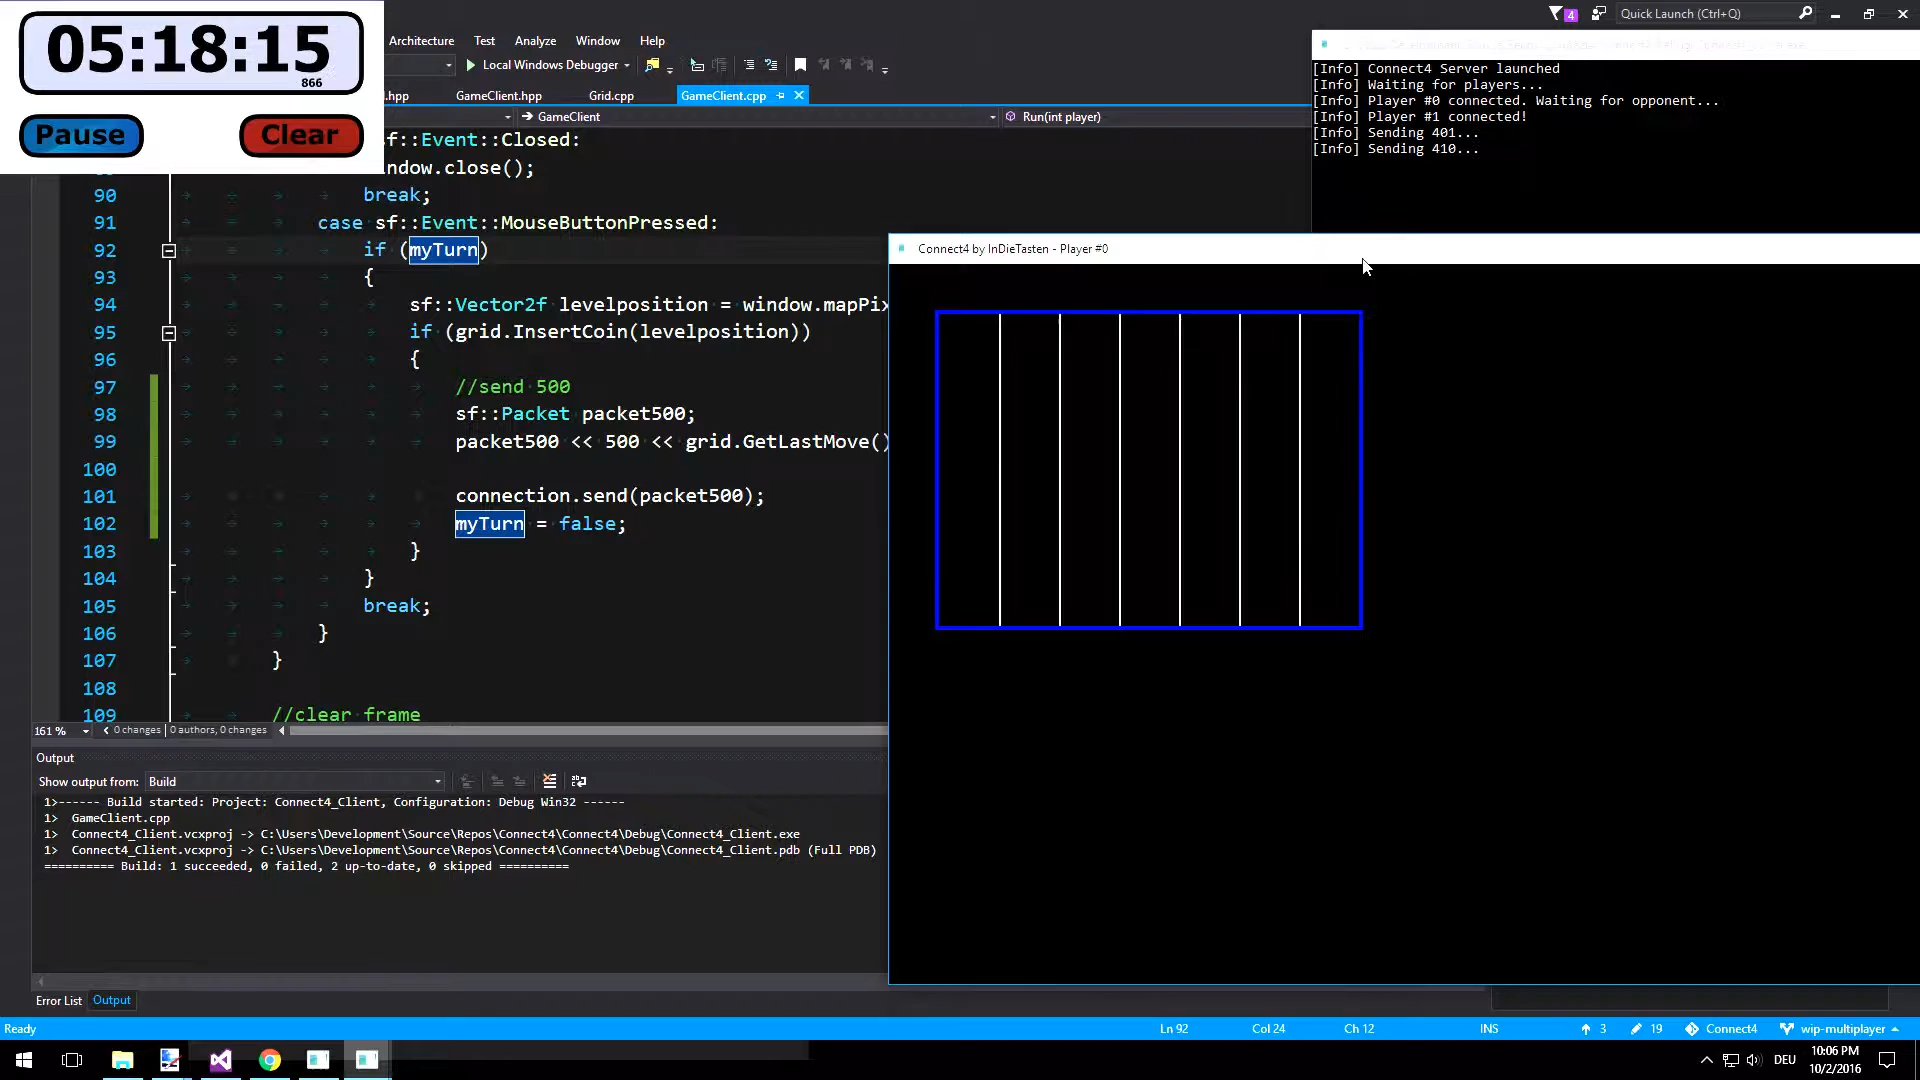 05:18:15
866
Pause
Clear
Architecture Test Analyze Window Help
4
Quick Launch (Ctrl+Q)
Local Windows Debugger
.hpp GameClient.hpp Grid.cpp GameClient.cpp
GameClient
Run(int player)
sf::Event::Closed:
ndow.close();
90 break;
91 case sf::Event::MouseButtonPressed:
92 if (myTurn)
93 {
94 sf::Vector2f levelposition = window.mapPix
95 if (grid.InsertCoin(levelposition))
96 {
97 //send 500
98 sf::Packet packet500;
99 packet500 << 500 << grid.GetLastMove()
100
101 connection.send(packet500);
102 myTurn = false;
103 }
104 }
105 break;
106 }
107 }
108
109 //clear frame
161 % 0 changes | 0 authors, 0 changes
[Info] Connect4 Server launched
[Info] Waiting for players...
[Info] Player #0 connected. Waiting for opponent...
[Info] Player #1 connected!
[Info] Sending 401...
[Info] Sending 410...
Connect4 by InDieTasten - Player #0
Output
Show output from: Build
1>------ Build started: Project: Connect4_Client, Configuration: Debug Win32 ------
1> GameClient.cpp
1> Connect4_Client.vcxproj -> C:\Users\Development\Source\Repos\Connect4\Connect4\Debug\Connect4_Client.exe
1> Connect4_Client.vcxproj -> C:\Users\Development\Source\Repos\Connect4\Connect4\Debug\Connect4_Client.pdb (Full PDB)
========== Build: 1 succeeded, 0 failed, 2 up-to-date, 0 skipped ==========
Error List Output
Ready Ln 92 Col 24 Ch 12 INS 3 19 Connect4 wip-multiplayer
DEU
10:06 PM
10/2/2016